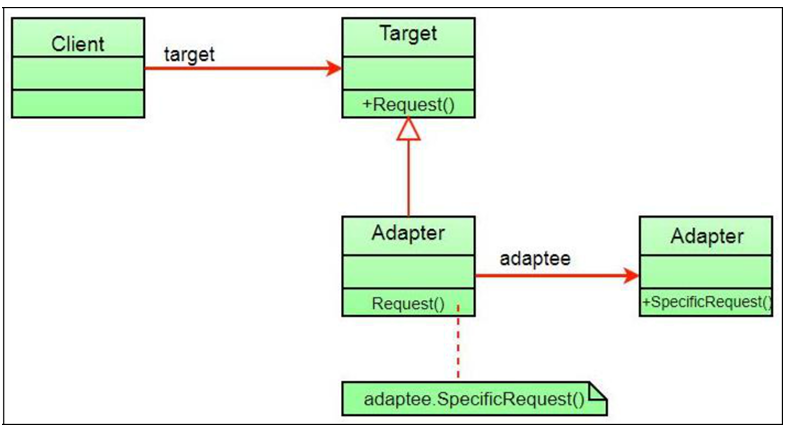 Client
target
Target
+Request()
Adapter
adaptee
Adapter
Request()
+SpecificRequest()
adaptee.SpecificRequest()